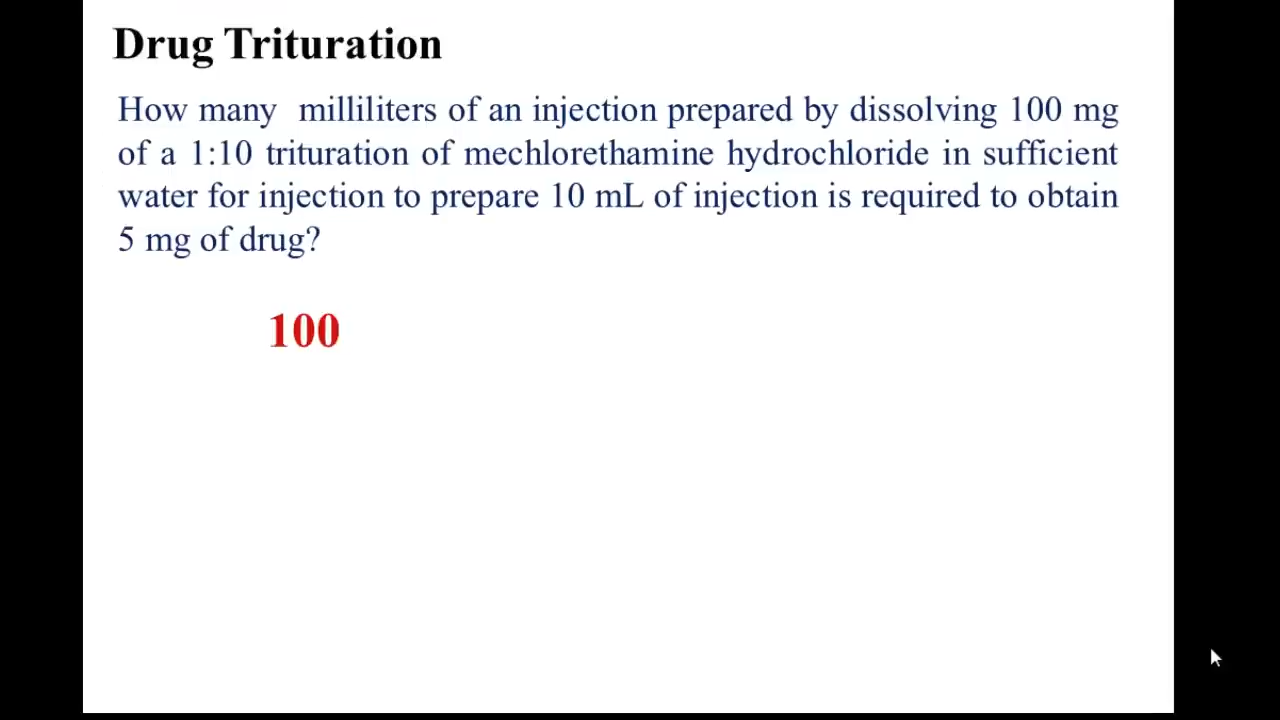 Drug Trituration
How many milliliters of an injection prepared by dissolving 100 mg
of a 1:10 trituration of mechlorethamine hydrochloride in sufficient
water for injection to prepare 10 mL of injection is required to obtain
5 mg of drug?
100